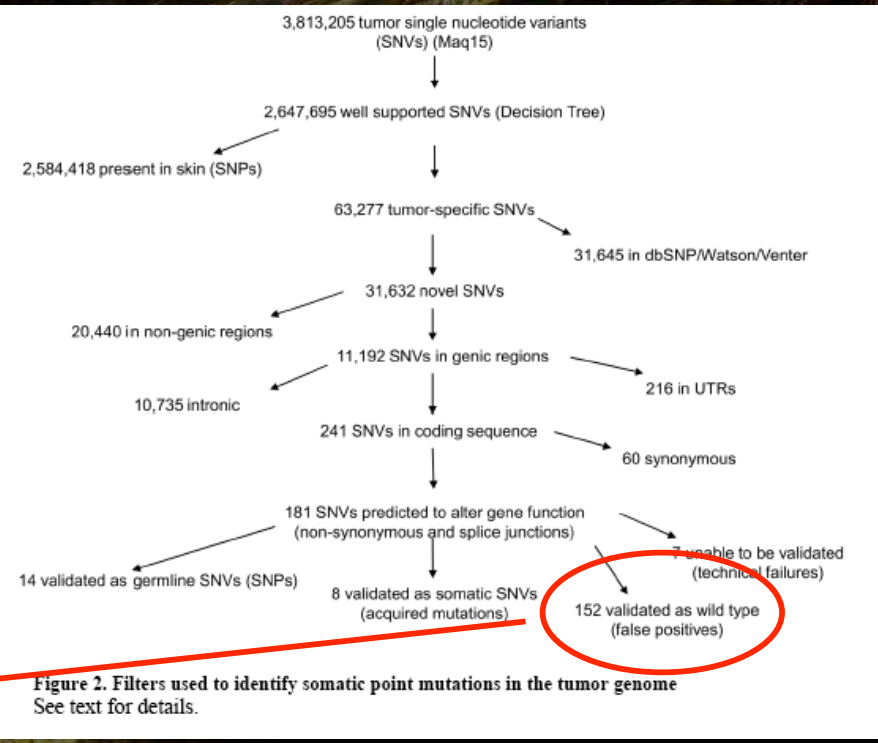 3,813,205 tumor single nucleotide variants
(SNVs) (Maq15)
2,647,695 well supported SNVs (Decision Tree)
2,584,418 present in skin (SNPs)
63,277 tumor-specific SNVs
31,645 in dbSNP/Watson/Venter
31,632 novel SNVs
20,440 in non-genic regions
11,192 SNVs in genic regions
216 in UTRs
10,735 intronic
241 SNVs in coding sequence
60 synonymous
181 SNVs predicted to alter gene function
(non-synonymous and splice junctions)
7 unable to be validated
(technical failures)
14 validated as germline SNVs (SNPs)
8 validated as somatic SNVs
(acquired mutations)
152 validated as wild type
(false positives)
Figure 2. Filters used to identify somatic point mutations in the tumor genome
See text for details.